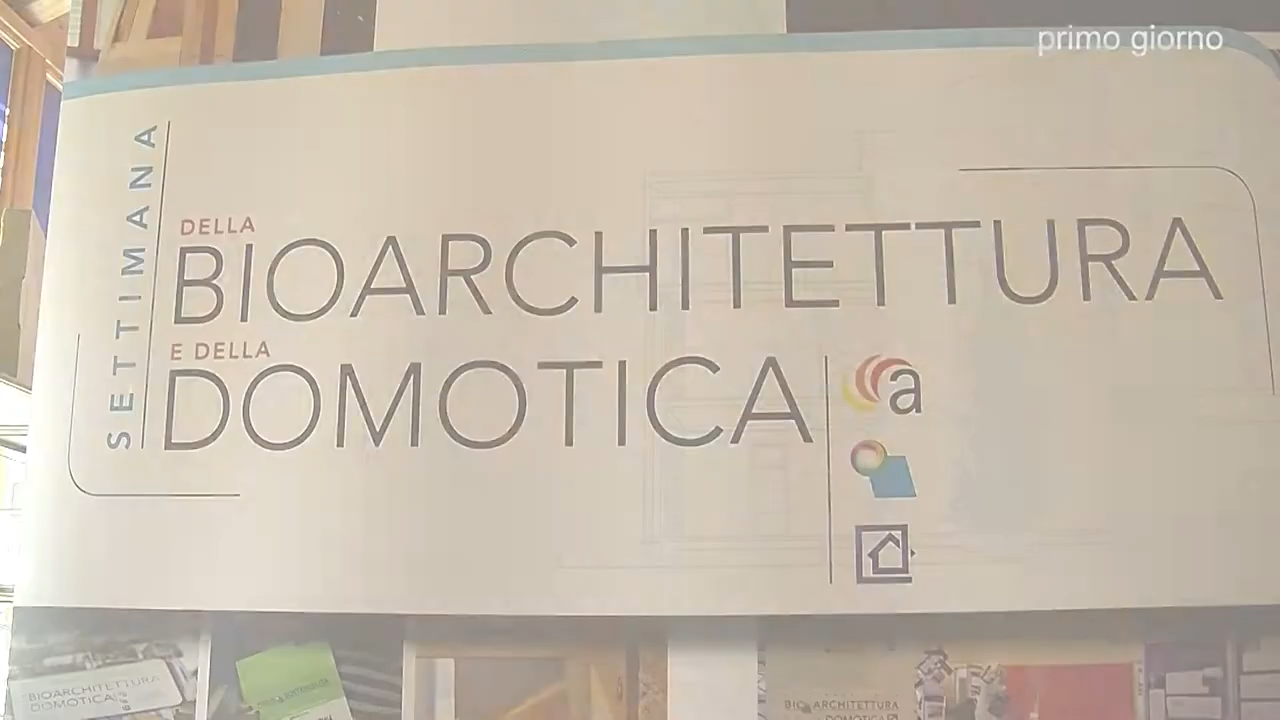 primo giorno
SETTIMANA
DELLA
BIOARCHITETTURA
E DELLA
DOMOTICA
a
BIOARCHITETTURA
DOMOTICA
BIOARCHITETTURA
DOMOTICA